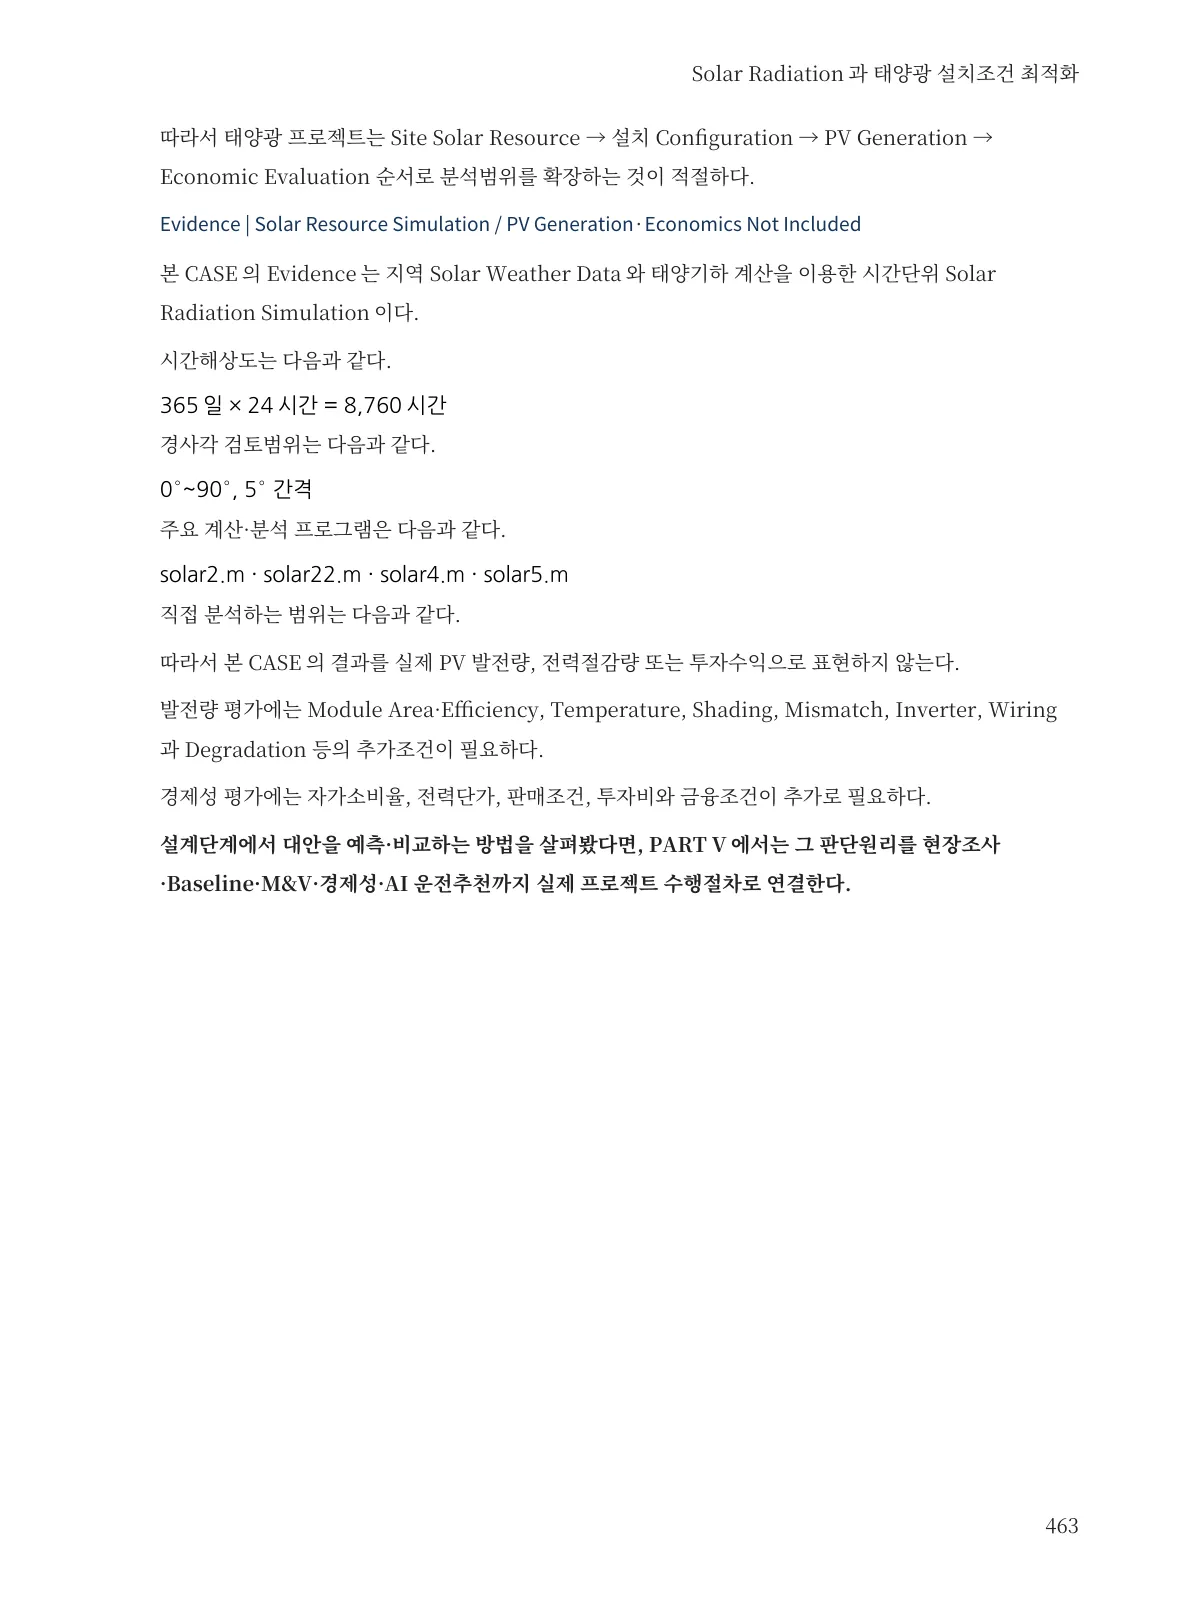 Solar Radiation 과 태양광 설치조건 최적화
따라서 태양광 프로젝트는 Site Solar Resource → 설치 Configuration → PV Generation →
Economic Evaluation 순서로 분석범위를 확장하는 것이 적절하다.
Evidence | Solar Resource Simulation / PV Generation·Economics Not Included
본 CASE 의 Evidence 는 지역 Solar Weather Data 와 태양기하 계산을 이용한 시간단위 Solar
Radiation Simulation 이다.
시간해상도는 다음과 같다.
365 일 × 24 시간 = 8,760 시간
경사각 검토범위는 다음과 같다.
0˚~90˚, 5˚ 간격
주요 계산·분석 프로그램은 다음과 같다.
solar2.m · solar22.m · solar4.m · solar5.m
직접 분석하는 범위는 다음과 같다.
따라서 본 CASE 의 결과를 실제 PV 발전량, 전력절감량 또는 투자수익으로 표현하지 않는다.
발전량 평가에는 Module Area·Efficiency, Temperature, Shading, Mismatch, Inverter, Wiring
과 Degradation 등의 추가조건이 필요하다.
경제성 평가에는 자가소비율, 전력단가, 판매조건, 투자비와 금융조건이 추가로 필요하다.
설계단계에서 대안을 예측·비교하는 방법을 살펴봤다면, PART V 에서는 그 판단원리를 현장조사
·Baseline·M&V·경제성·AI 운전추천까지 실제 프로젝트 수행절차로 연결한다.
463